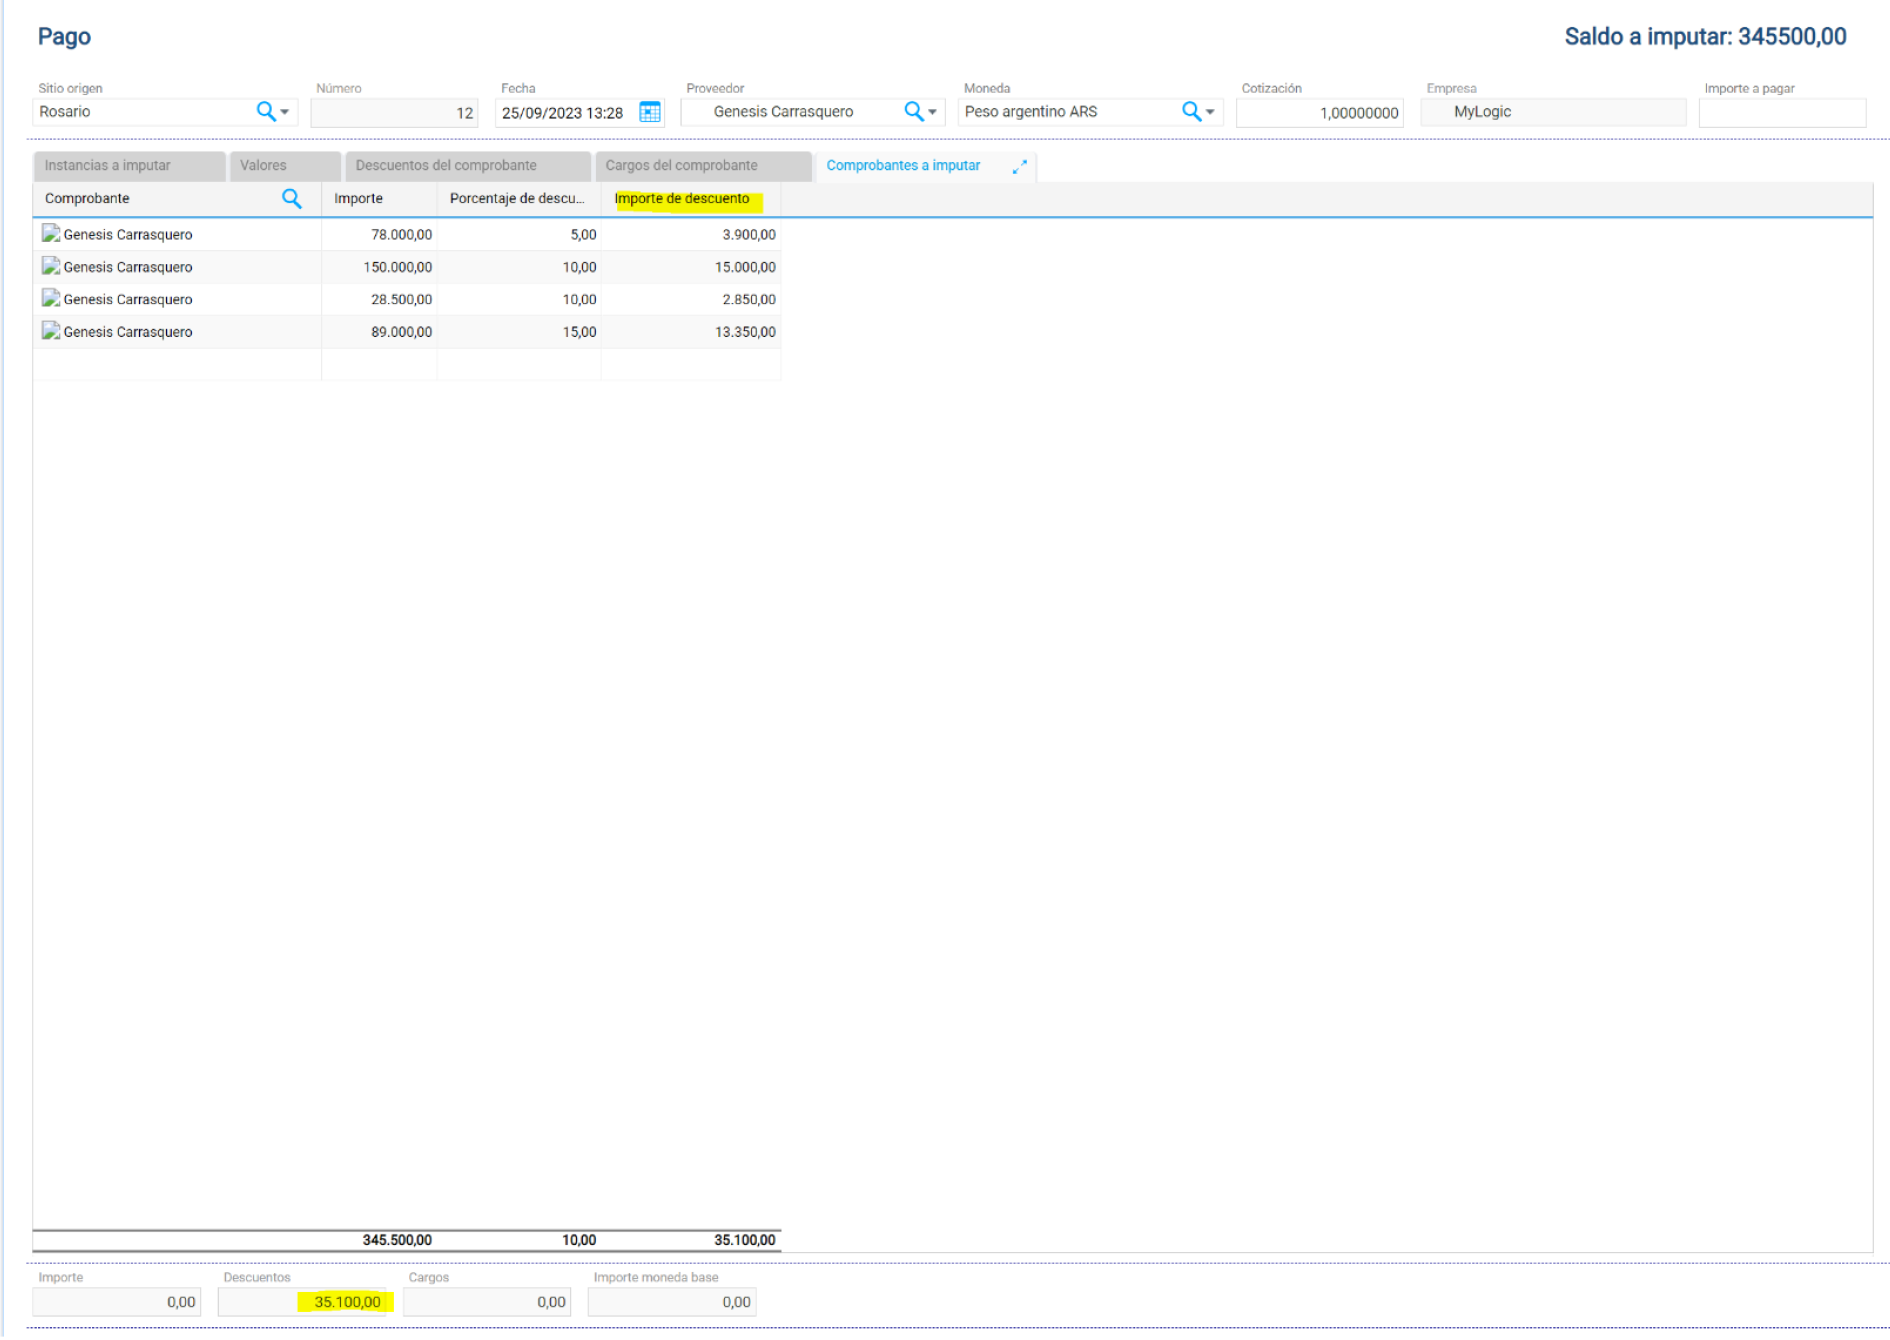 Pago
Saldo a imputar: 345500,00
Sitio origen Número Fecha Proveedor Moneda Cotización Empresa Importe a pagar
Rosario 12 25/09/2023 13:28 Genesis Carrasquero Peso argentino ARS 1,00000000 MyLogic
Instancias a imputar Valores Descuentos del comprobante Cargos del comprobante Comprobantes a imputar
Comprobante Importe Porcentaje de descu... Importe de descuento
Genesis Carrasquero 78.000,00 5,00 3.900,00
Genesis Carrasquero 150.000,00 10,00 15.000,00
Genesis Carrasquero 28.500,00 10,00 2.850,00
Genesis Carrasquero 89.000,00 15,00 13.350,00
345.500,00 10,00 35.100,00
Importe Descuentos Cargos Importe moneda base
0,00 35.100,00 0,00 0,00